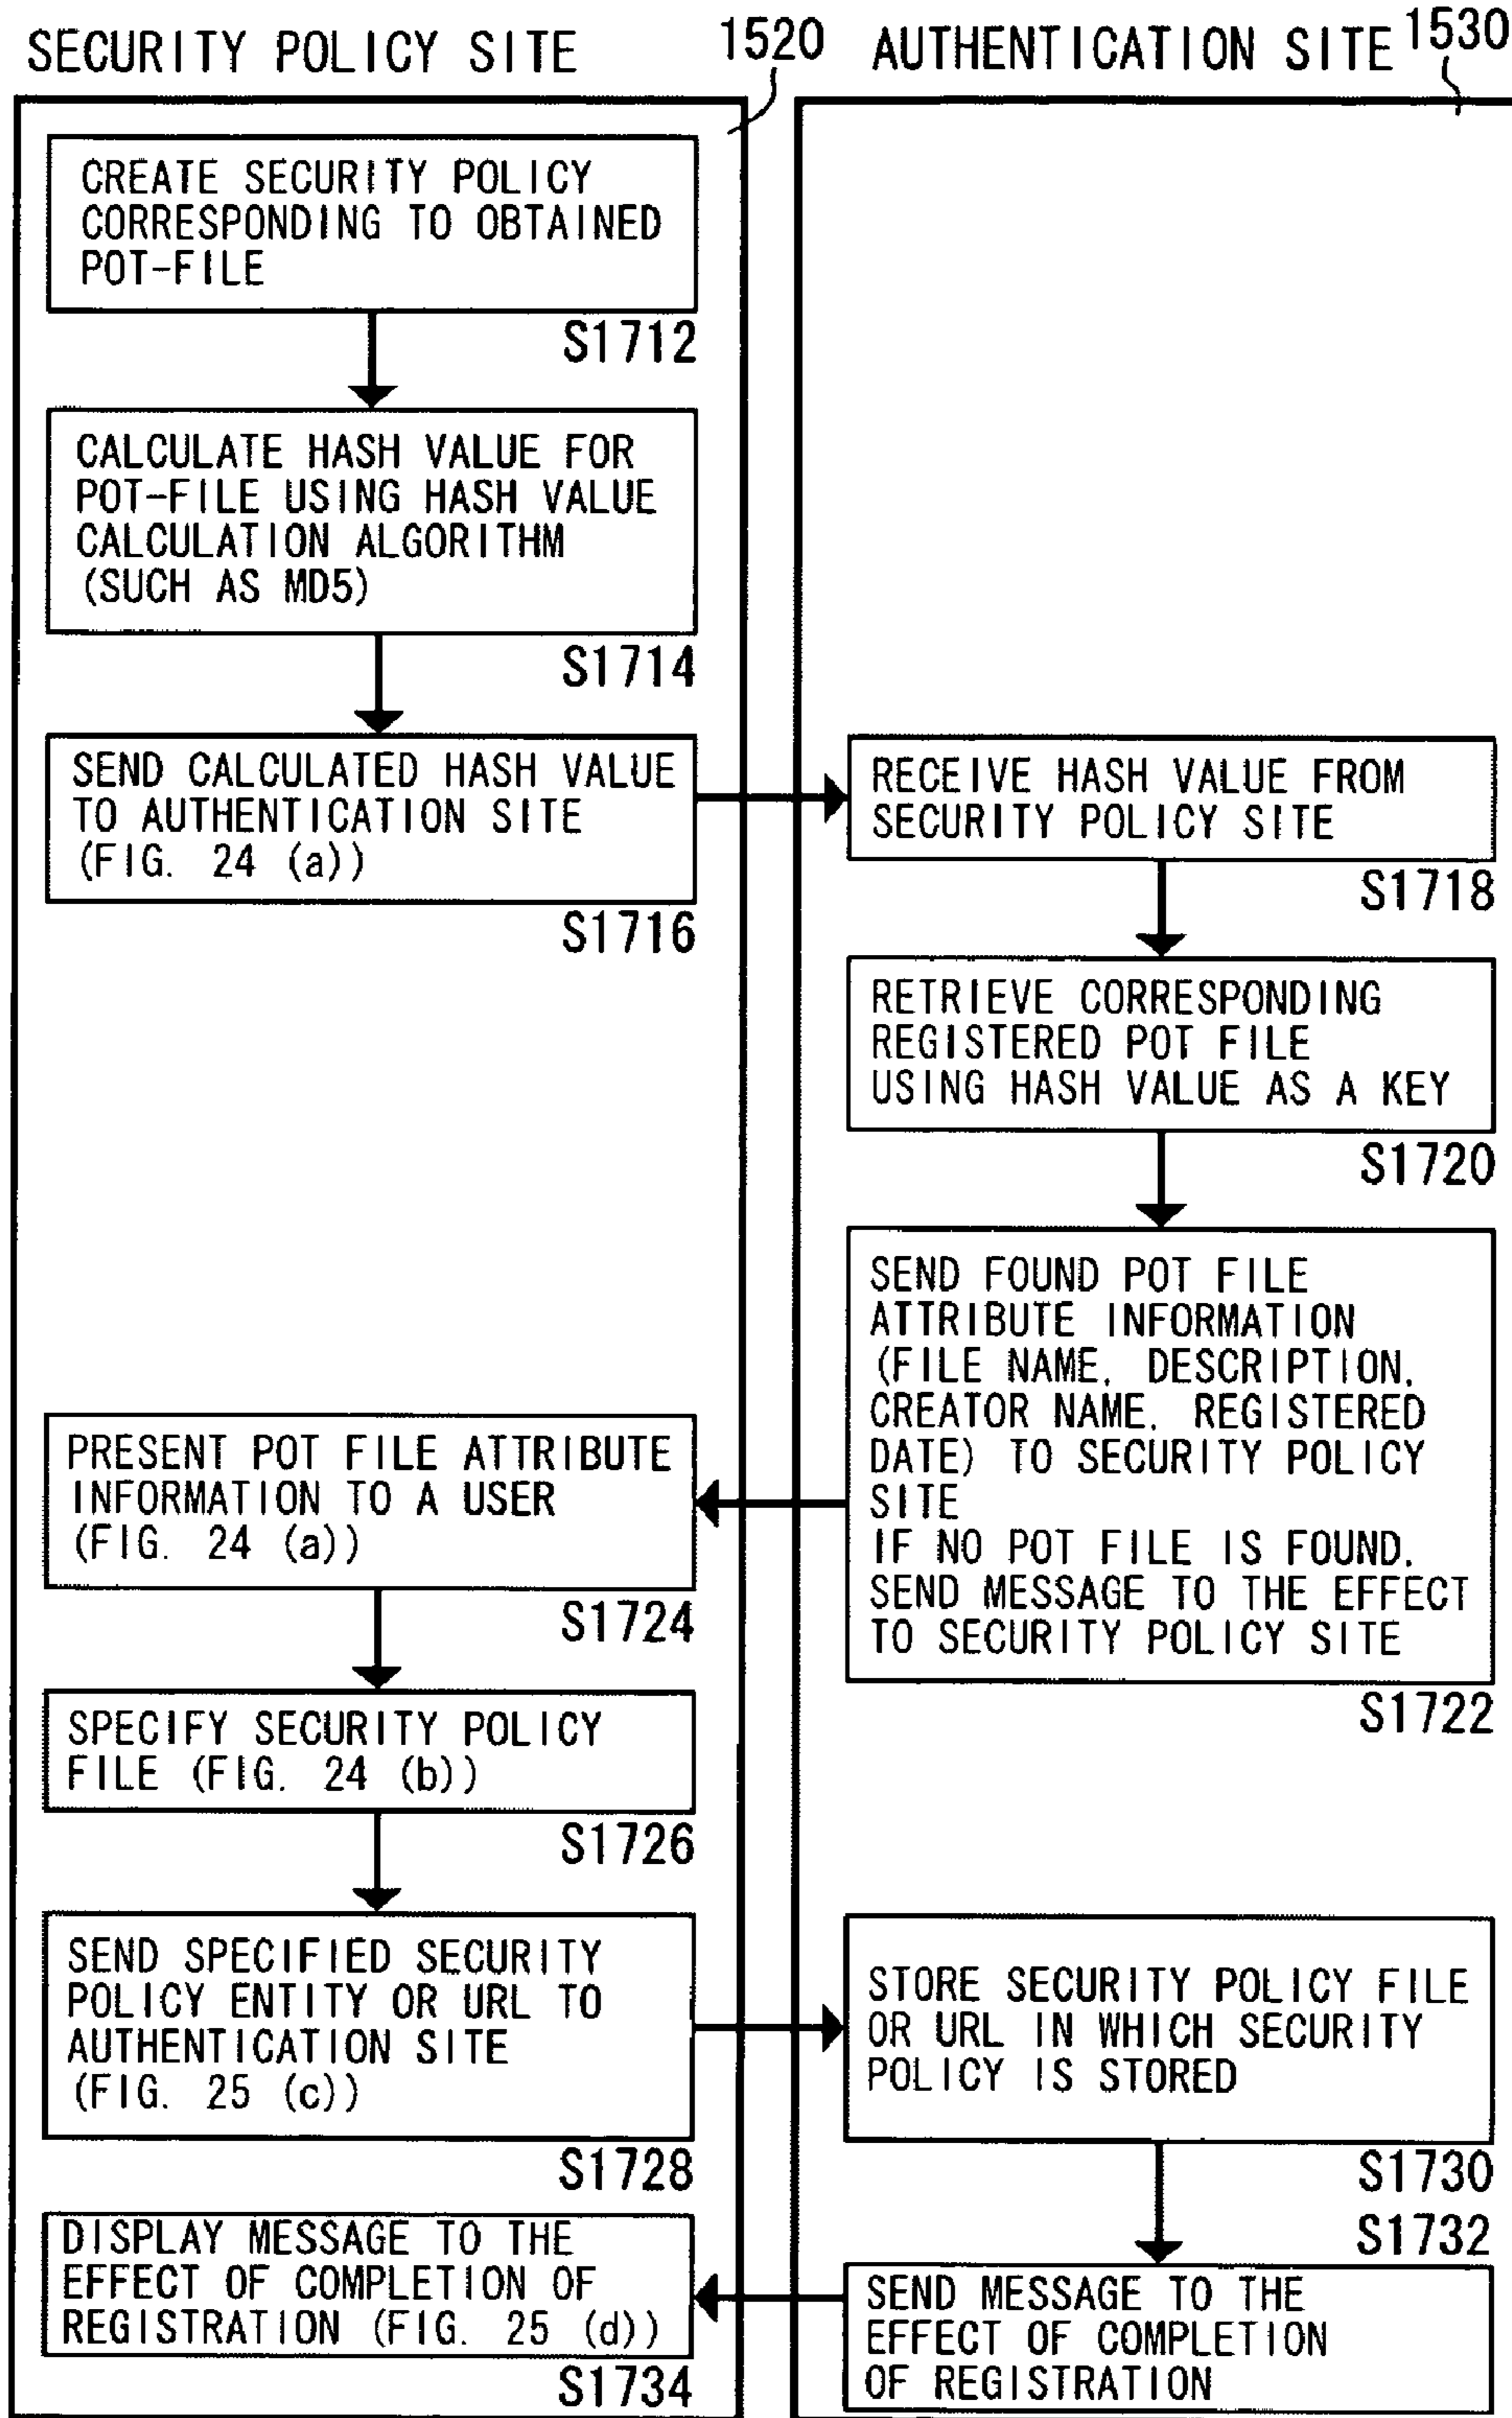 SECURITY POLICY SITE
1520
AUTHENTICATION SITE
1530
CREATE SECURITY POLICY
CORRESPONDING TO OBTAINED
POT-FILE
S1712
CALCULATE HASH VALUE FOR
POT-FILE USING HASH VALUE
CALCULATION ALGORITHM
(SUCH AS MD5)
S1714
SEND CALCULATED HASH VALUE
TO AUTHENTICATION SITE
(FIG. 24 (a))
S1716
RECEIVE HASH VALUE FROM
SECURITY POLICY SITE
S1718
RETRIEVE CORRESPONDING
REGISTERED POT FILE
USING HASH VALUE AS A KEY
S1720
SEND FOUND POT FILE
ATTRIBUTE INFORMATION
(FILE NAME, DESCRIPTION,
CREATOR NAME, REGISTERED
DATE) TO SECURITY POLICY
SITE
IF NO POT FILE IS FOUND,
SEND MESSAGE TO THE EFFECT
TO SECURITY POLICY SITE
S1722
PRESENT POT FILE ATTRIBUTE
INFORMATION TO A USER
(FIG. 24 (a))
S1724
SPECIFY SECURITY POLICY
FILE (FIG. 24 (b))
S1726
SEND SPECIFIED SECURITY
POLICY ENTITY OR URL TO
AUTHENTICATION SITE
(FIG. 25 (c))
S1728
STORE SECURITY POLICY FILE
OR URL IN WHICH SECURITY
POLICY IS STORED
S1730
S1732
SEND MESSAGE TO THE
EFFECT OF COMPLETION
OF REGISTRATION
DISPLAY MESSAGE TO THE
EFFECT OF COMPLETION OF
REGISTRATION (FIG. 25 (d))
S1734